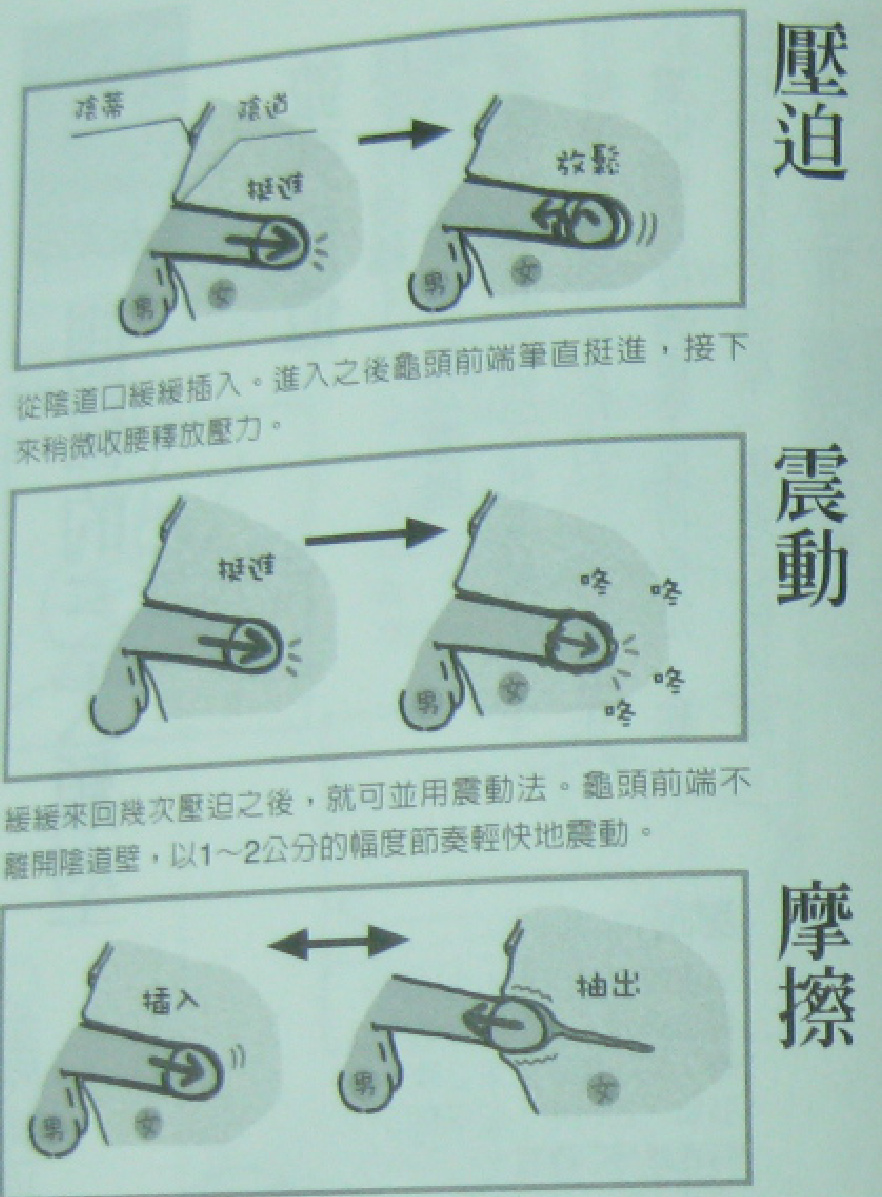 壓迫
陰蒂
陰道
挺進
放鬆
男
女
男
女
從陰道口緩緩插入。進入之後龜頭前端筆直挺進，接下
來稍微收腰釋放壓力。
震動
挺進
咚
咚
咚
咚
男
女
緩緩來回幾次壓迫之後，就可並用震動法。龜頭前端不
離開陰道壁，以1～2公分的幅度節奏輕快地震動。
摩擦
插入
抽出
男
女
男
女